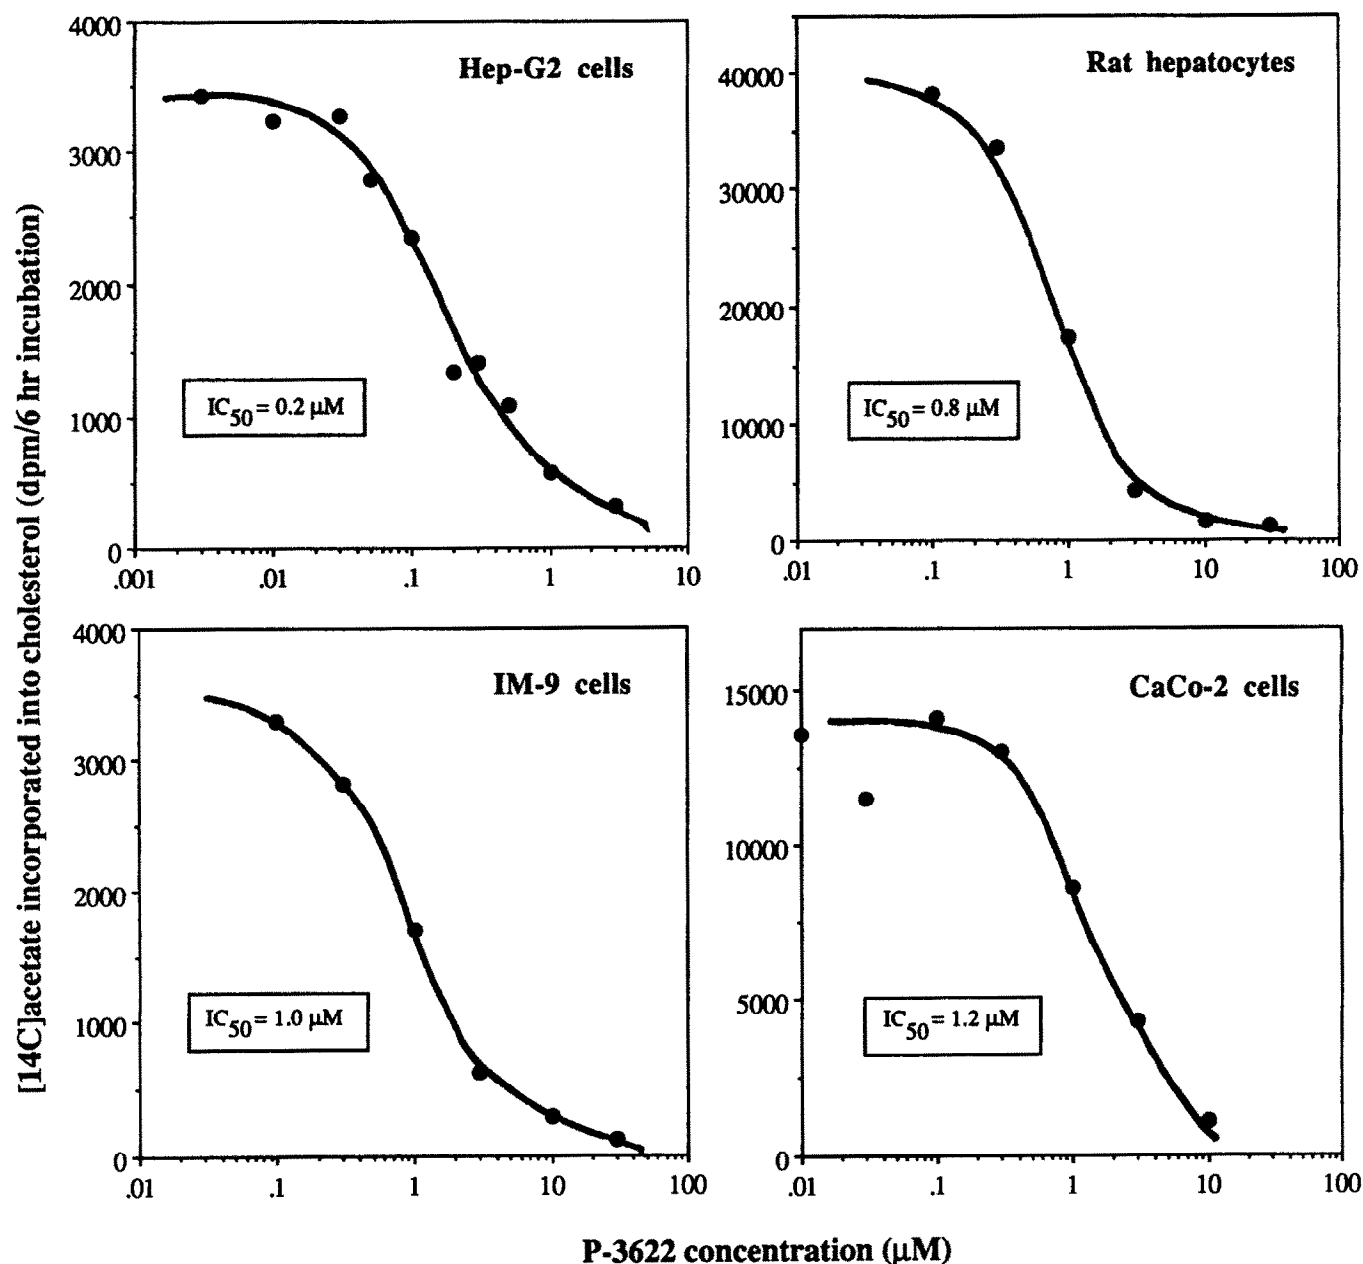 [14C]acetate incorporated into cholesterol (dpm/6 hr incubation)
Hep-G2 cells
4000
3000
2000
1000
0
IC50 = 0.2 μM
.001 .01 .1 1 10
Rat hepatocytes
40000
30000
20000
10000
0
IC50 = 0.8 μM
.01 .1 1 10 100
IM-9 cells
4000
3000
2000
1000
0
IC50 = 1.0 μM
.01 .1 1 10 100
CaCo-2 cells
15000
10000
5000
0
IC50 = 1.2 μM
.01 .1 1 10 100
P-3622 concentration (μM)